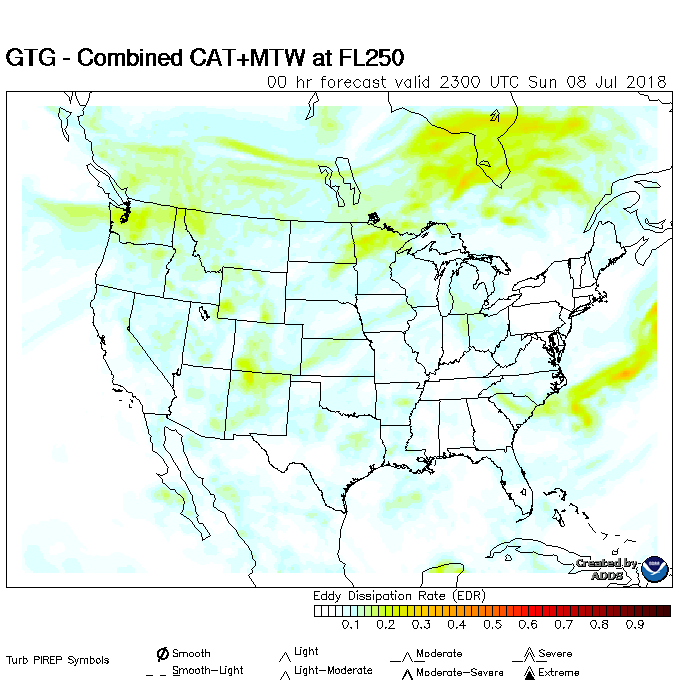 GTG - Combined CAT+MTW at FL250
00 hr forecast valid 2300 UTC Sun 08 Jul 2018
Created by
ADDS
Eddy Dissipation Rate (EDR)
0.1 0.2 0.3 0.4 0.5 0.6 0.7 0.8 0.9
Turb PIREP Symbols
Smooth Light Moderate Severe
Smooth-Light Light-Moderate Moderate-Severe Extreme